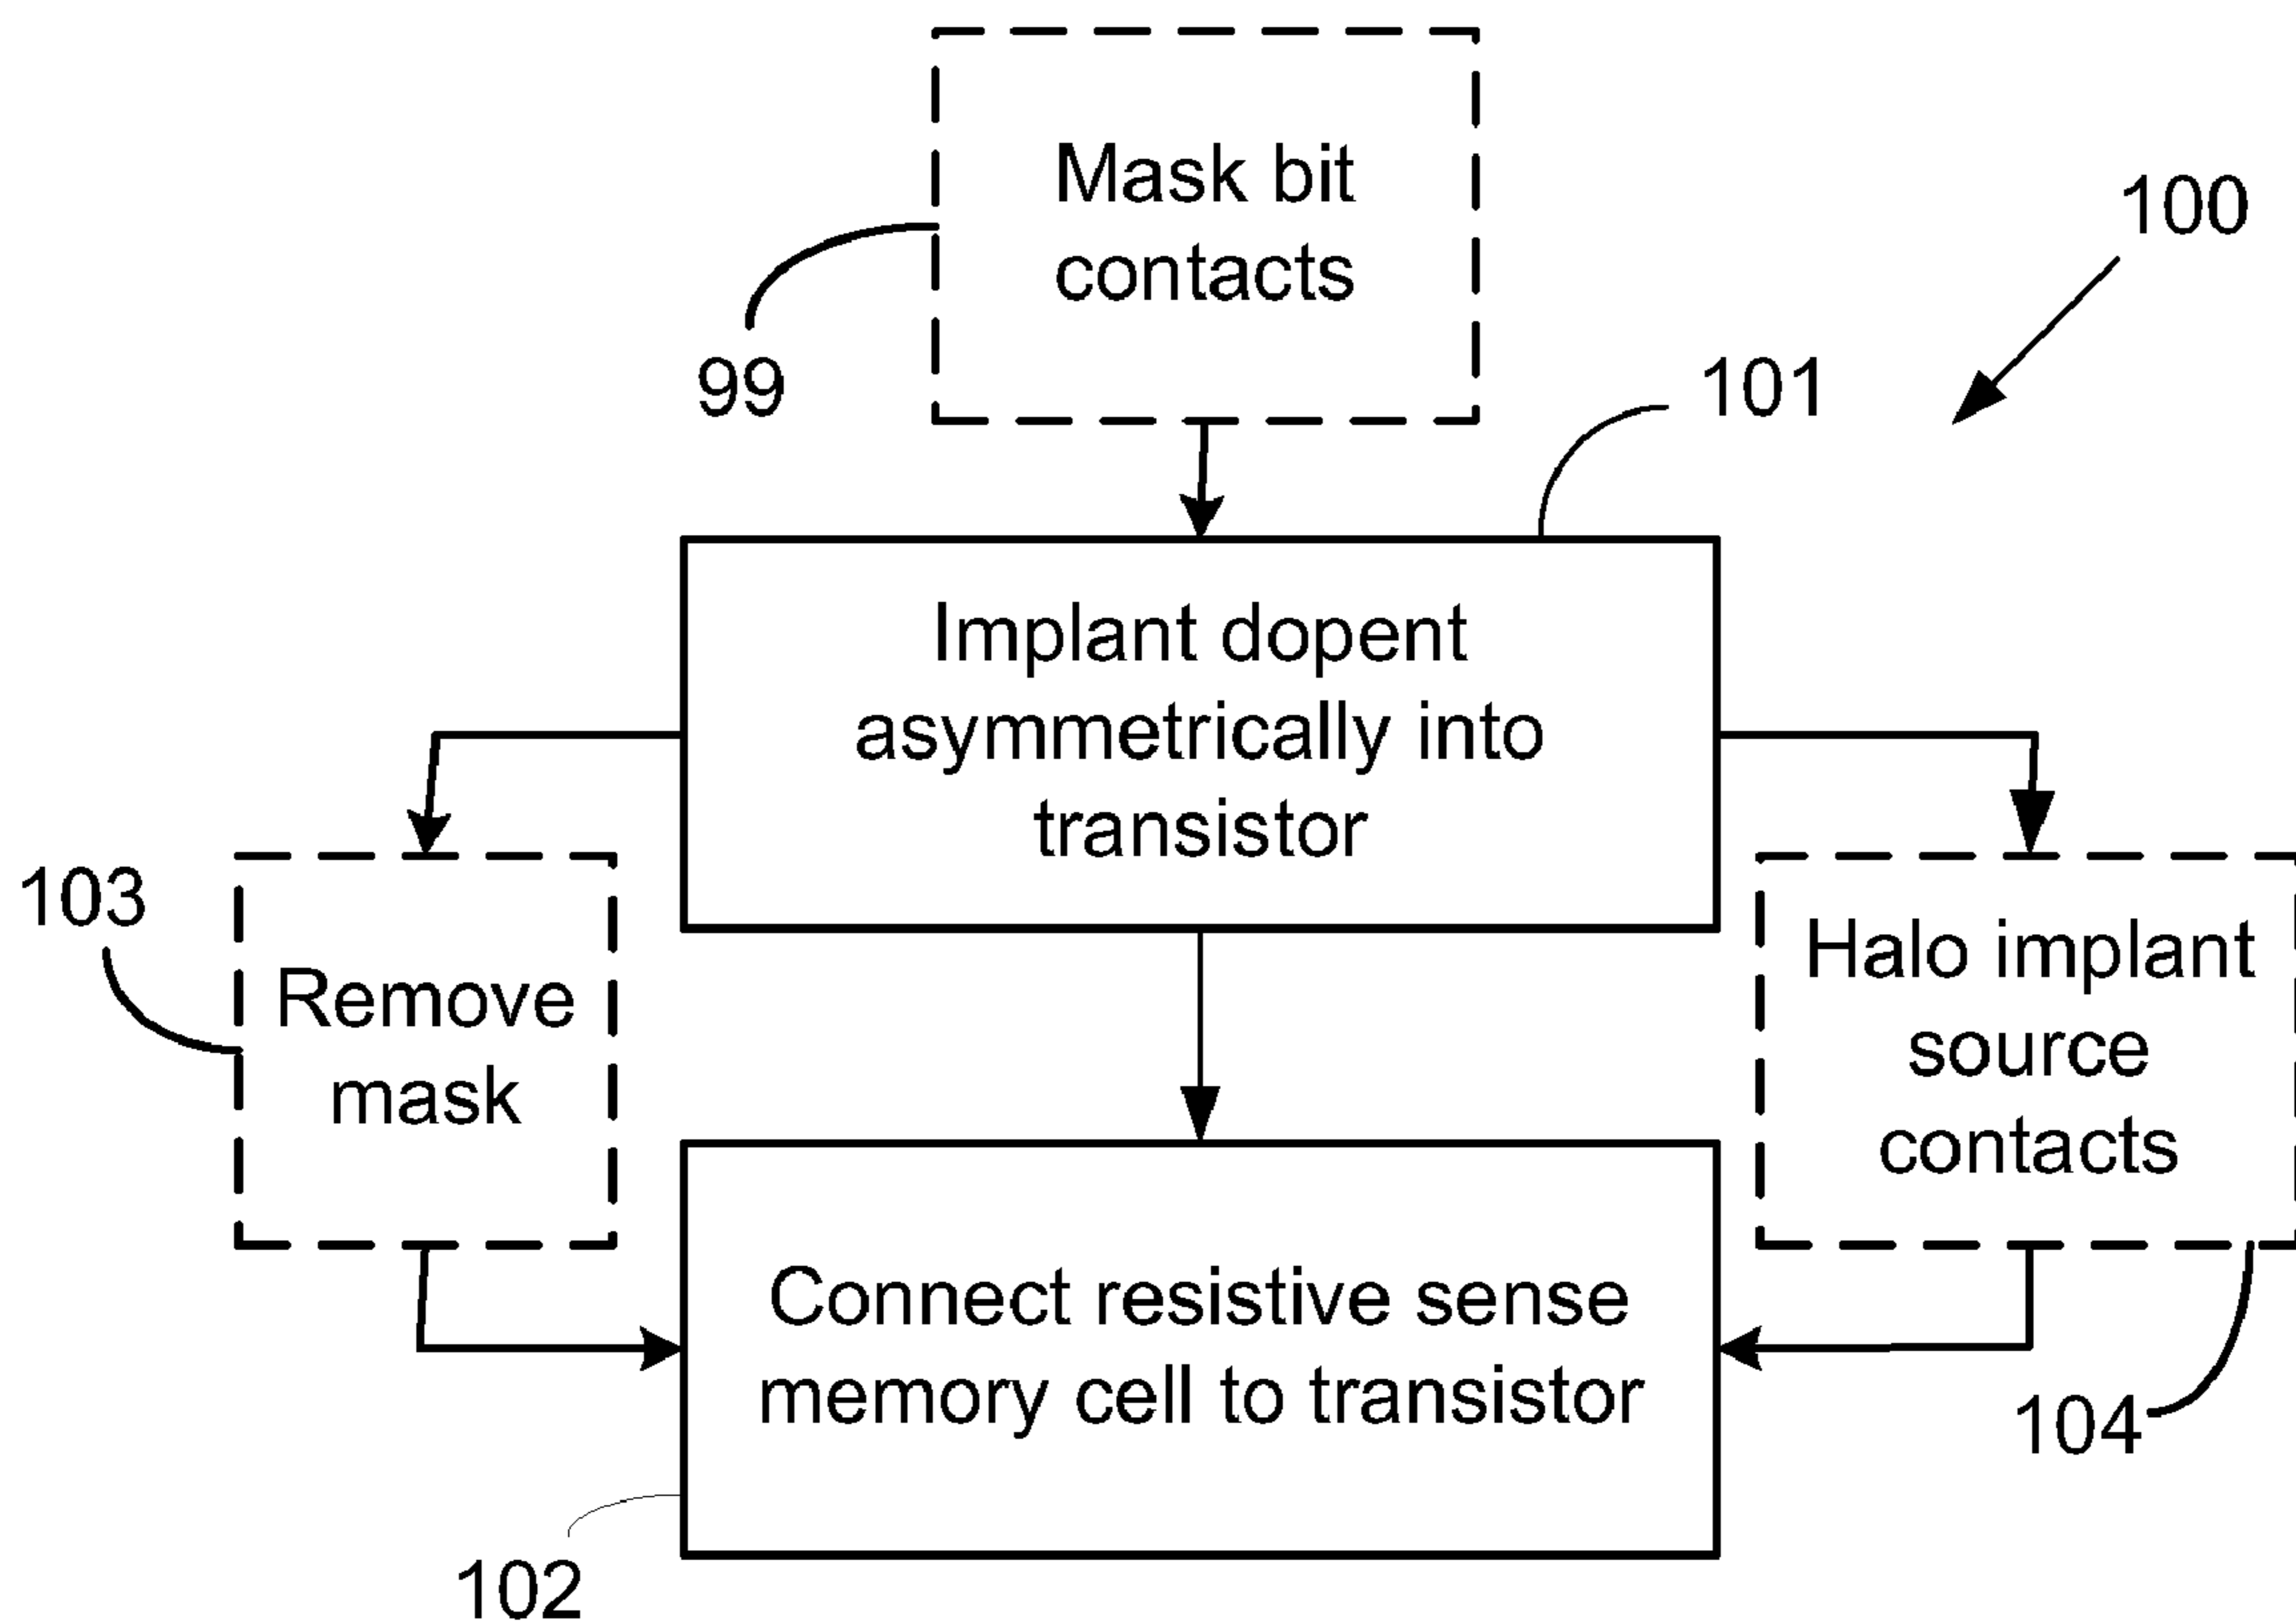 Mask bit
contacts
100
99
101
Implant dopent
asymmetrically into
transistor
103
Remove
mask
Halo implant
source
contacts
Connect resistive sense
memory cell to transistor
104
102